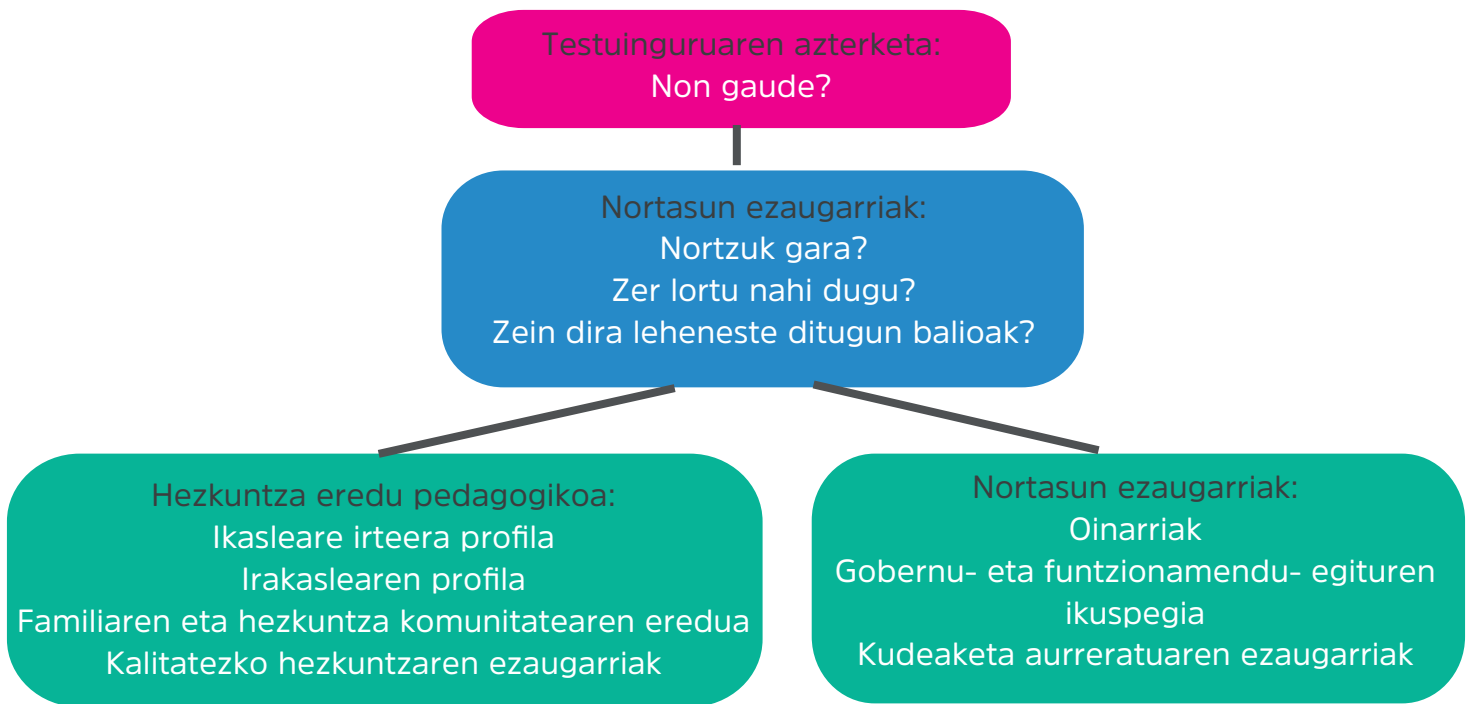 Testuinguruaren azterketa:
Non gaude?
Nortasun ezaugarriak:
Nortzuk gara?
Zer lortu nahi dugu?
Zein dira leheneste ditugun balioak?
Hezkuntza eredu pedagogikoa:
Ikasleare irteera profila
Irakaslearen profila
Familiaren eta hezkuntza komunitatearen eredua
Kalitatezko hezkuntzaren ezaugarriak
Nortasun ezaugarriak:
Oinarriak
Gobernu- eta funtzionamendu- egituren
ikuspegia
Kudeaketa aurreratuaren ezaugarriak